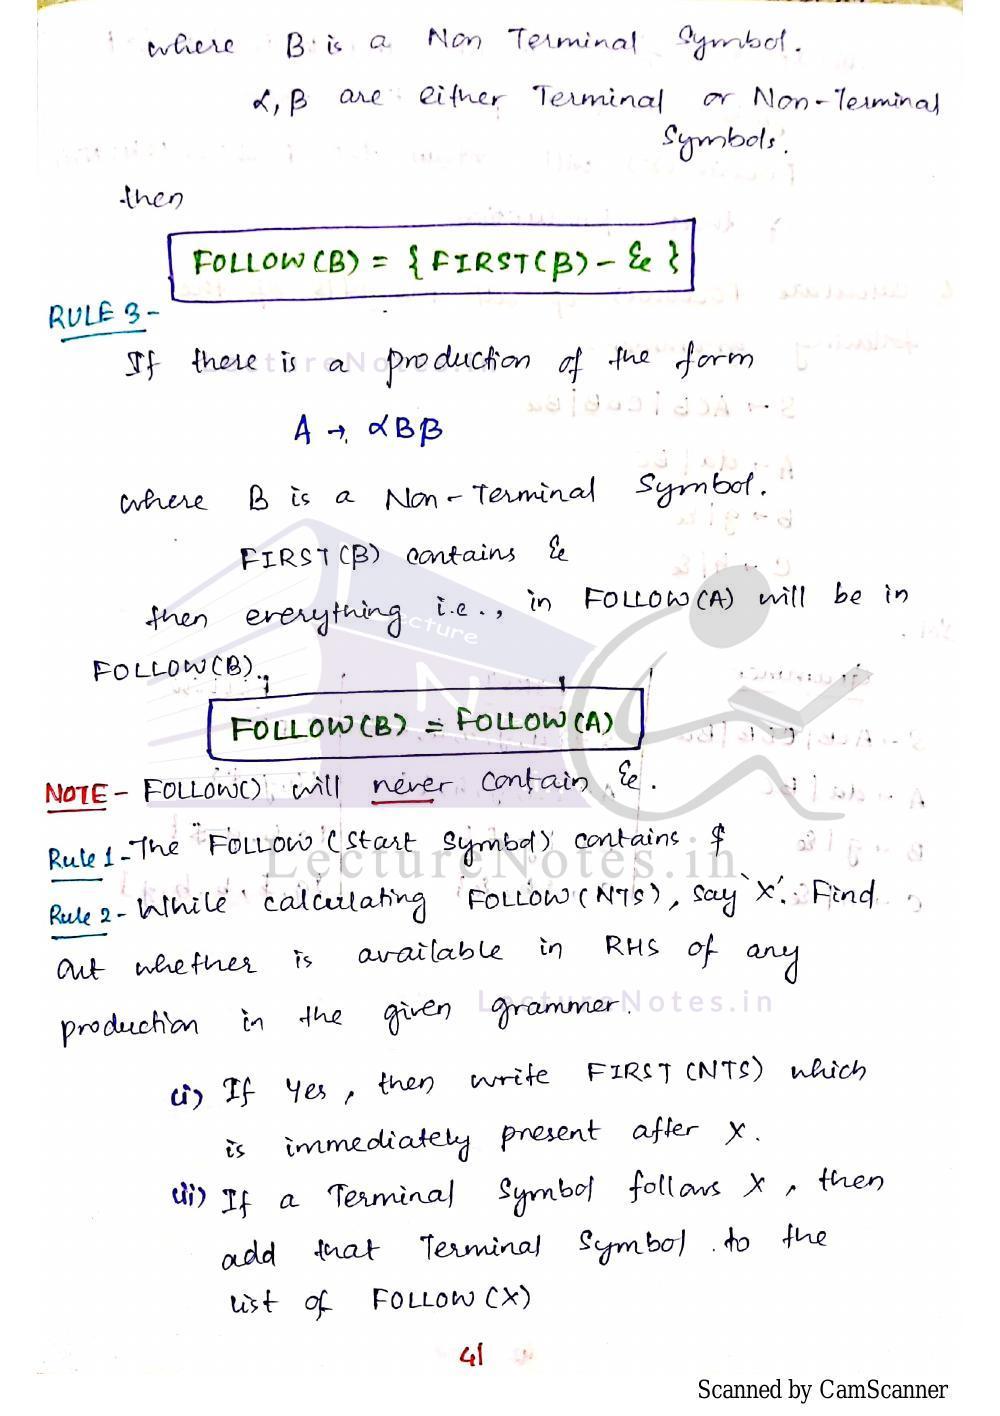 where B is a Non Terminal Symbol.
α, β are either Terminal or Non-Terminal
Symbols.
then
FOLLOW(B) = { FIRST(β) - ε }
RULE 3 -
If there is a production of the form
A → αBβ
where B is a Non-Terminal Symbol.
FIRST(β) contains ε
then everything i.e., in FOLLOW(A) will be in
FOLLOW(B).
FOLLOW(B) = FOLLOW(A)
NOTE - FOLLOW() will never contain ε.
Rule 1 - The "FOLLOW (Start Symbol) contains $
LectureNotes.in
Rule 2 - While calculating FOLLOW(NTS), say 'X'. Find
out whether is available in RHS of any
LectureNotes.in
production in the given grammer.
(i) If Yes, then write FIRST (NTS) which
is immediately present after X.
(ii) If a Terminal Symbol follows X, then
add that Terminal Symbol to the
list of FOLLOW (X)
41
Scanned by CamScanner